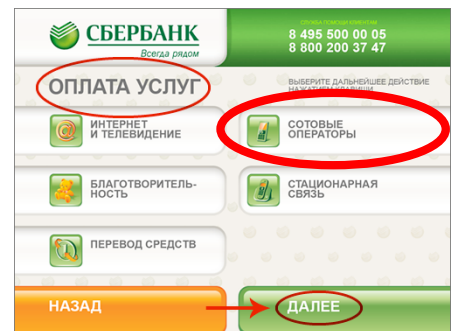 СБЕРБАНК
Всегда рядом
СЛУЖБА ПОМОЩИ КЛИЕНТАМ
8 495 500 00 05
8 800 200 37 47
ОПЛАТА УСЛУГ
ВЫБЕРИТЕ ДАЛЬНЕЙШЕЕ ДЕЙСТВИЕ
НАЖАТИЕМ КЛАВИШИ
ИНТЕРНЕТ
И ТЕЛЕВИДЕНИЕ
СОТОВЫЕ
ОПЕРАТОРЫ
БЛАГОТВОРИТЕЛЬ-
НОСТЬ
СТАЦИОНАРНАЯ
СВЯЗЬ
ПЕРЕВОД СРЕДСТВ
НАЗАД
ДАЛЕЕ